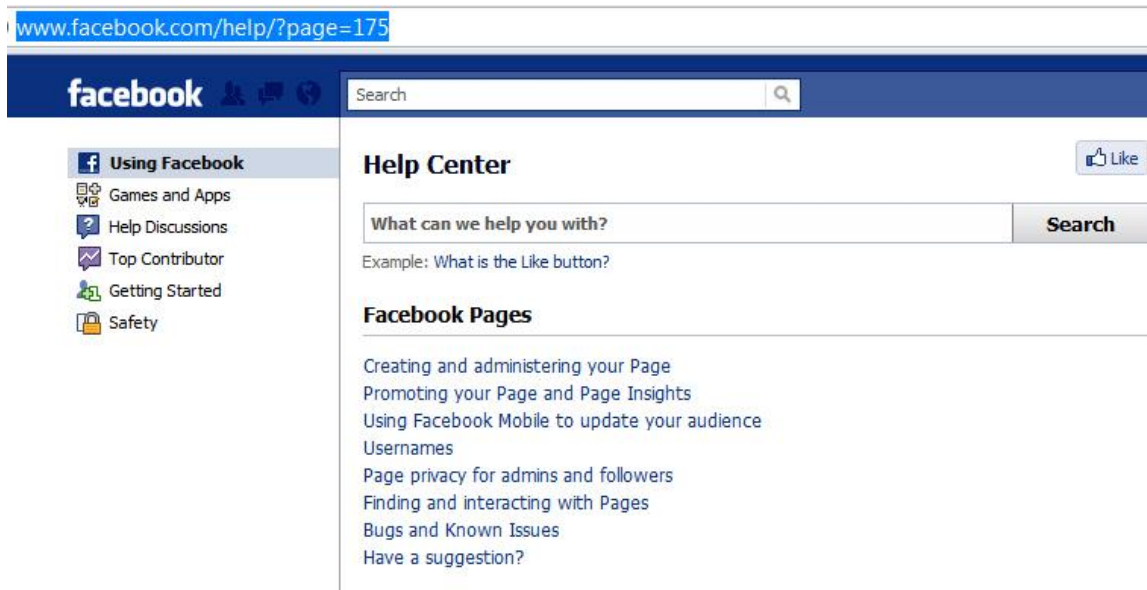 www.facebook.com/help/?page=175
facebook
Search
Using Facebook
Games and Apps
Help Discussions
Top Contributor
Getting Started
Safety
Help Center
Like
What can we help you with?
Search
Example: What is the Like button?
Facebook Pages
Creating and administering your Page
Promoting your Page and Page Insights
Using Facebook Mobile to update your audience
Usernames
Page privacy for admins and followers
Finding and interacting with Pages
Bugs and Known Issues
Have a suggestion?